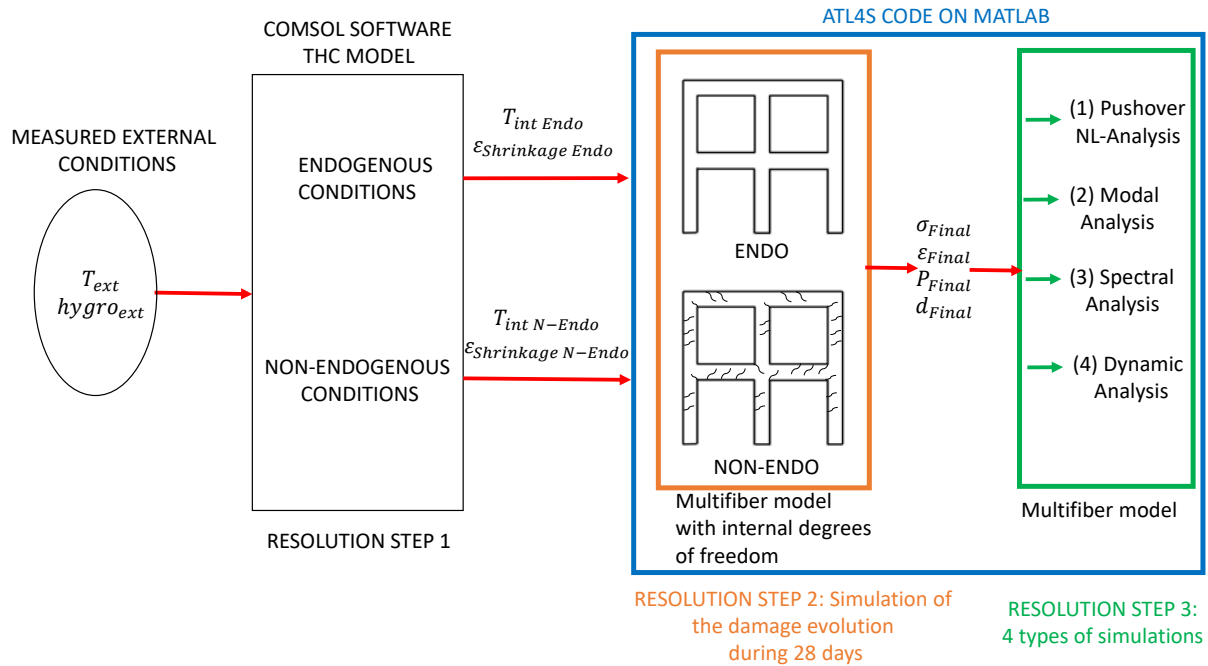 ATL4S CODE ON MATLAB
COMSOL SOFTWARE
THC MODEL
MEASURED EXTERNAL
CONDITIONS
T_ext
hygro_ext
ENDOGENOUS
CONDITIONS
NON-ENDOGENOUS
CONDITIONS
RESOLUTION STEP 1
T_int Endo
ε_Shrinkage Endo
T_int N−Endo
ε_Shrinkage N−Endo
ENDO
NON-ENDO
Multifiber model
with internal degrees
of freedom
RESOLUTION STEP 2: Simulation of
the damage evolution
during 28 days
σ_Final
ε_Final
P_Final
d_Final
(1) Pushover
NL-Analysis
(2) Modal
Analysis
(3) Spectral
Analysis
(4) Dynamic
Analysis
Multifiber model
RESOLUTION STEP 3:
4 types of simulations